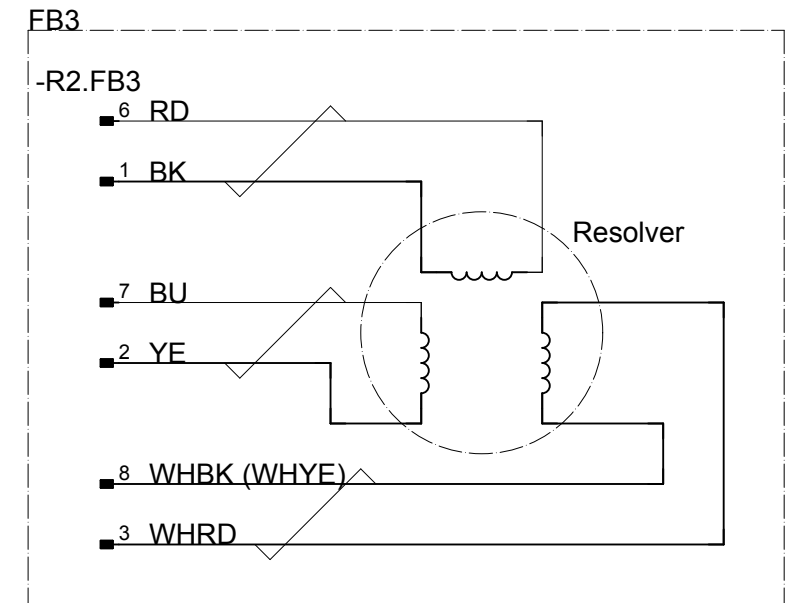 FB3
-R2.FB3
6 RD
1 BK
Resolver
7 BU
2 YE
8 WHBK (WHYE)
3 WHRD